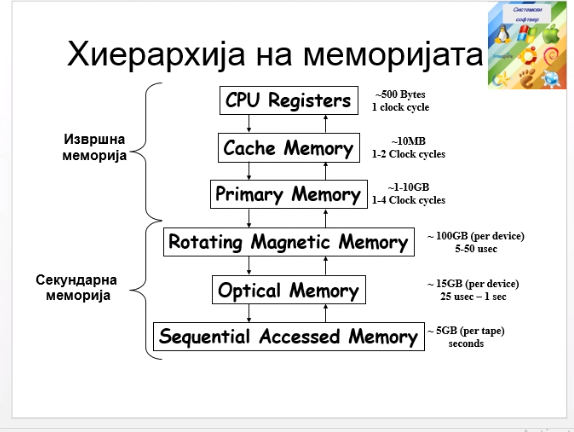 Системски
софтвер
Хиерархија на меморијата
CPU Registers
~500 Bytes
1 clock cycle
Извршна
меморија
Cache Memory
~10MB
1-2 Clock cycles
Primary Memory
~1-10GB
1-4 Clock cycles
Rotating Magnetic Memory
~ 100GB (per device)
5-50 usec
Секундарна
меморија
Optical Memory
~ 15GB (per device)
25 usec – 1 sec
Sequential Accessed Memory
~ 5GB (per tape)
seconds